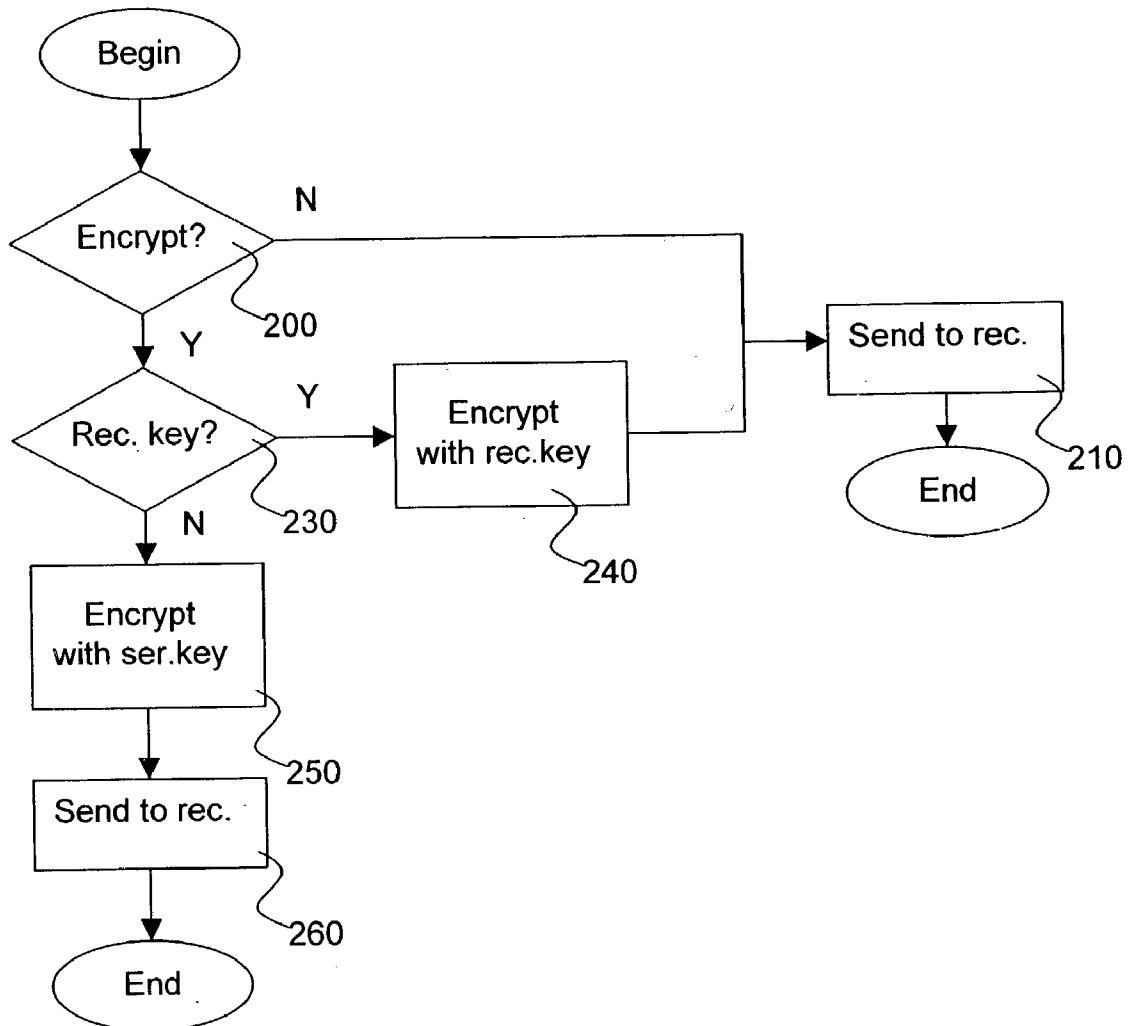 Begin
N
Encrypt?
200
Y
Send to rec.
210
End
Rec. key?
230
Y
Encrypt
with rec.key
240
N
Encrypt
with ser.key
250
Send to rec.
260
End